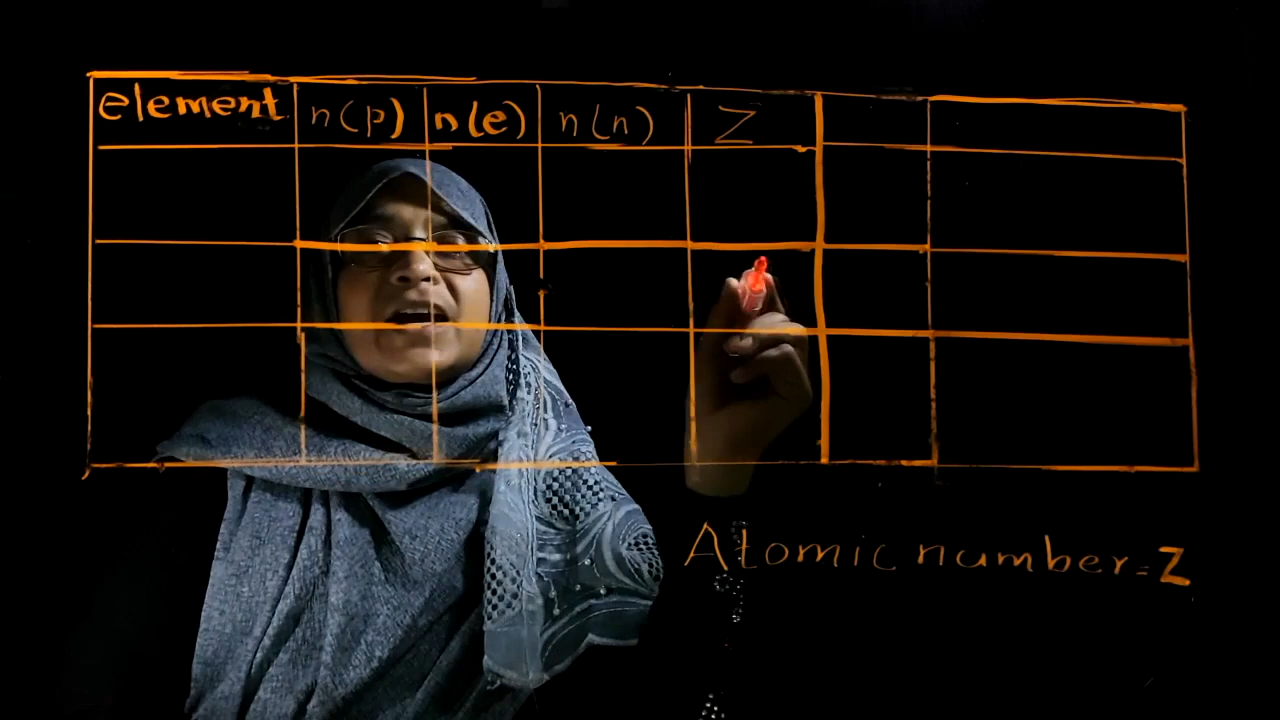 element n(p) n(e) n(n) Z
Atomic number = Z